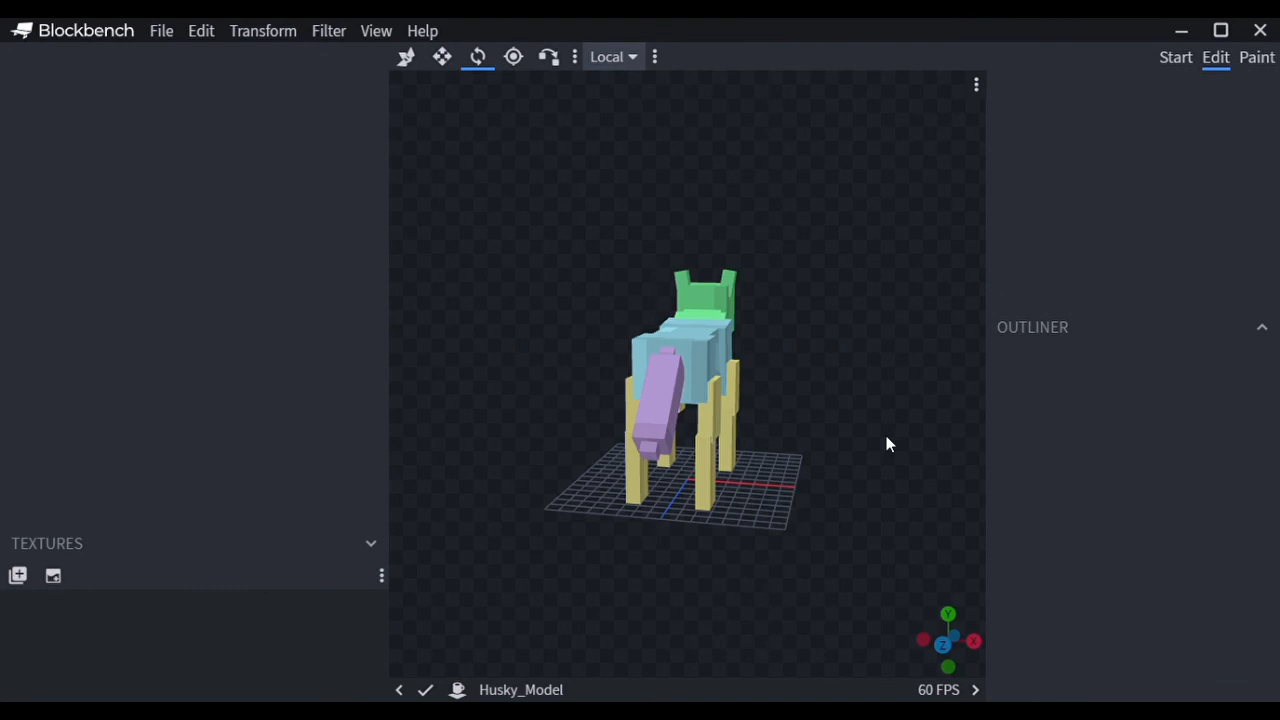 Blockbench File Edit Transform Filter View Help
Local Start Edit Paint
OUTLINER
TEXTURES
Y
X
Z
Husky_Model 60 FPS